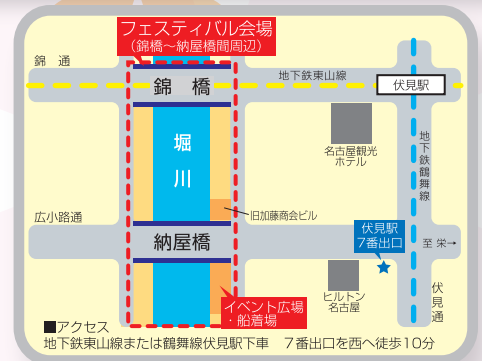 フェスティバル会場
（錦橋～納屋橋間周辺）
錦 通
地下鉄東山線
伏見駅
錦 橋
堀
川
名古屋観光
ホテル
地下鉄鶴舞線
広小路通
旧加藤商会ビル
伏見駅
7番出口
納屋橋
至 栄→
ヒルトン
名古屋
伏見通
イベント広場
・船着場
■アクセス
地下鉄東山線または鶴舞線伏見駅下車 7番出口を西へ徒歩10分